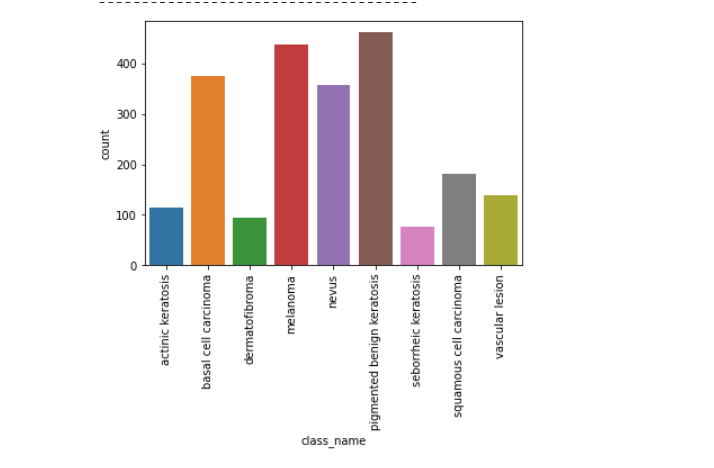 400
300
200
100
0
count
actinic keratosis
basal cell carcinoma
dermatofibroma
melanoma
nevus
pigmented benign keratosis
seborrheic keratosis
squamous cell carcinoma
vascular lesion
class_name